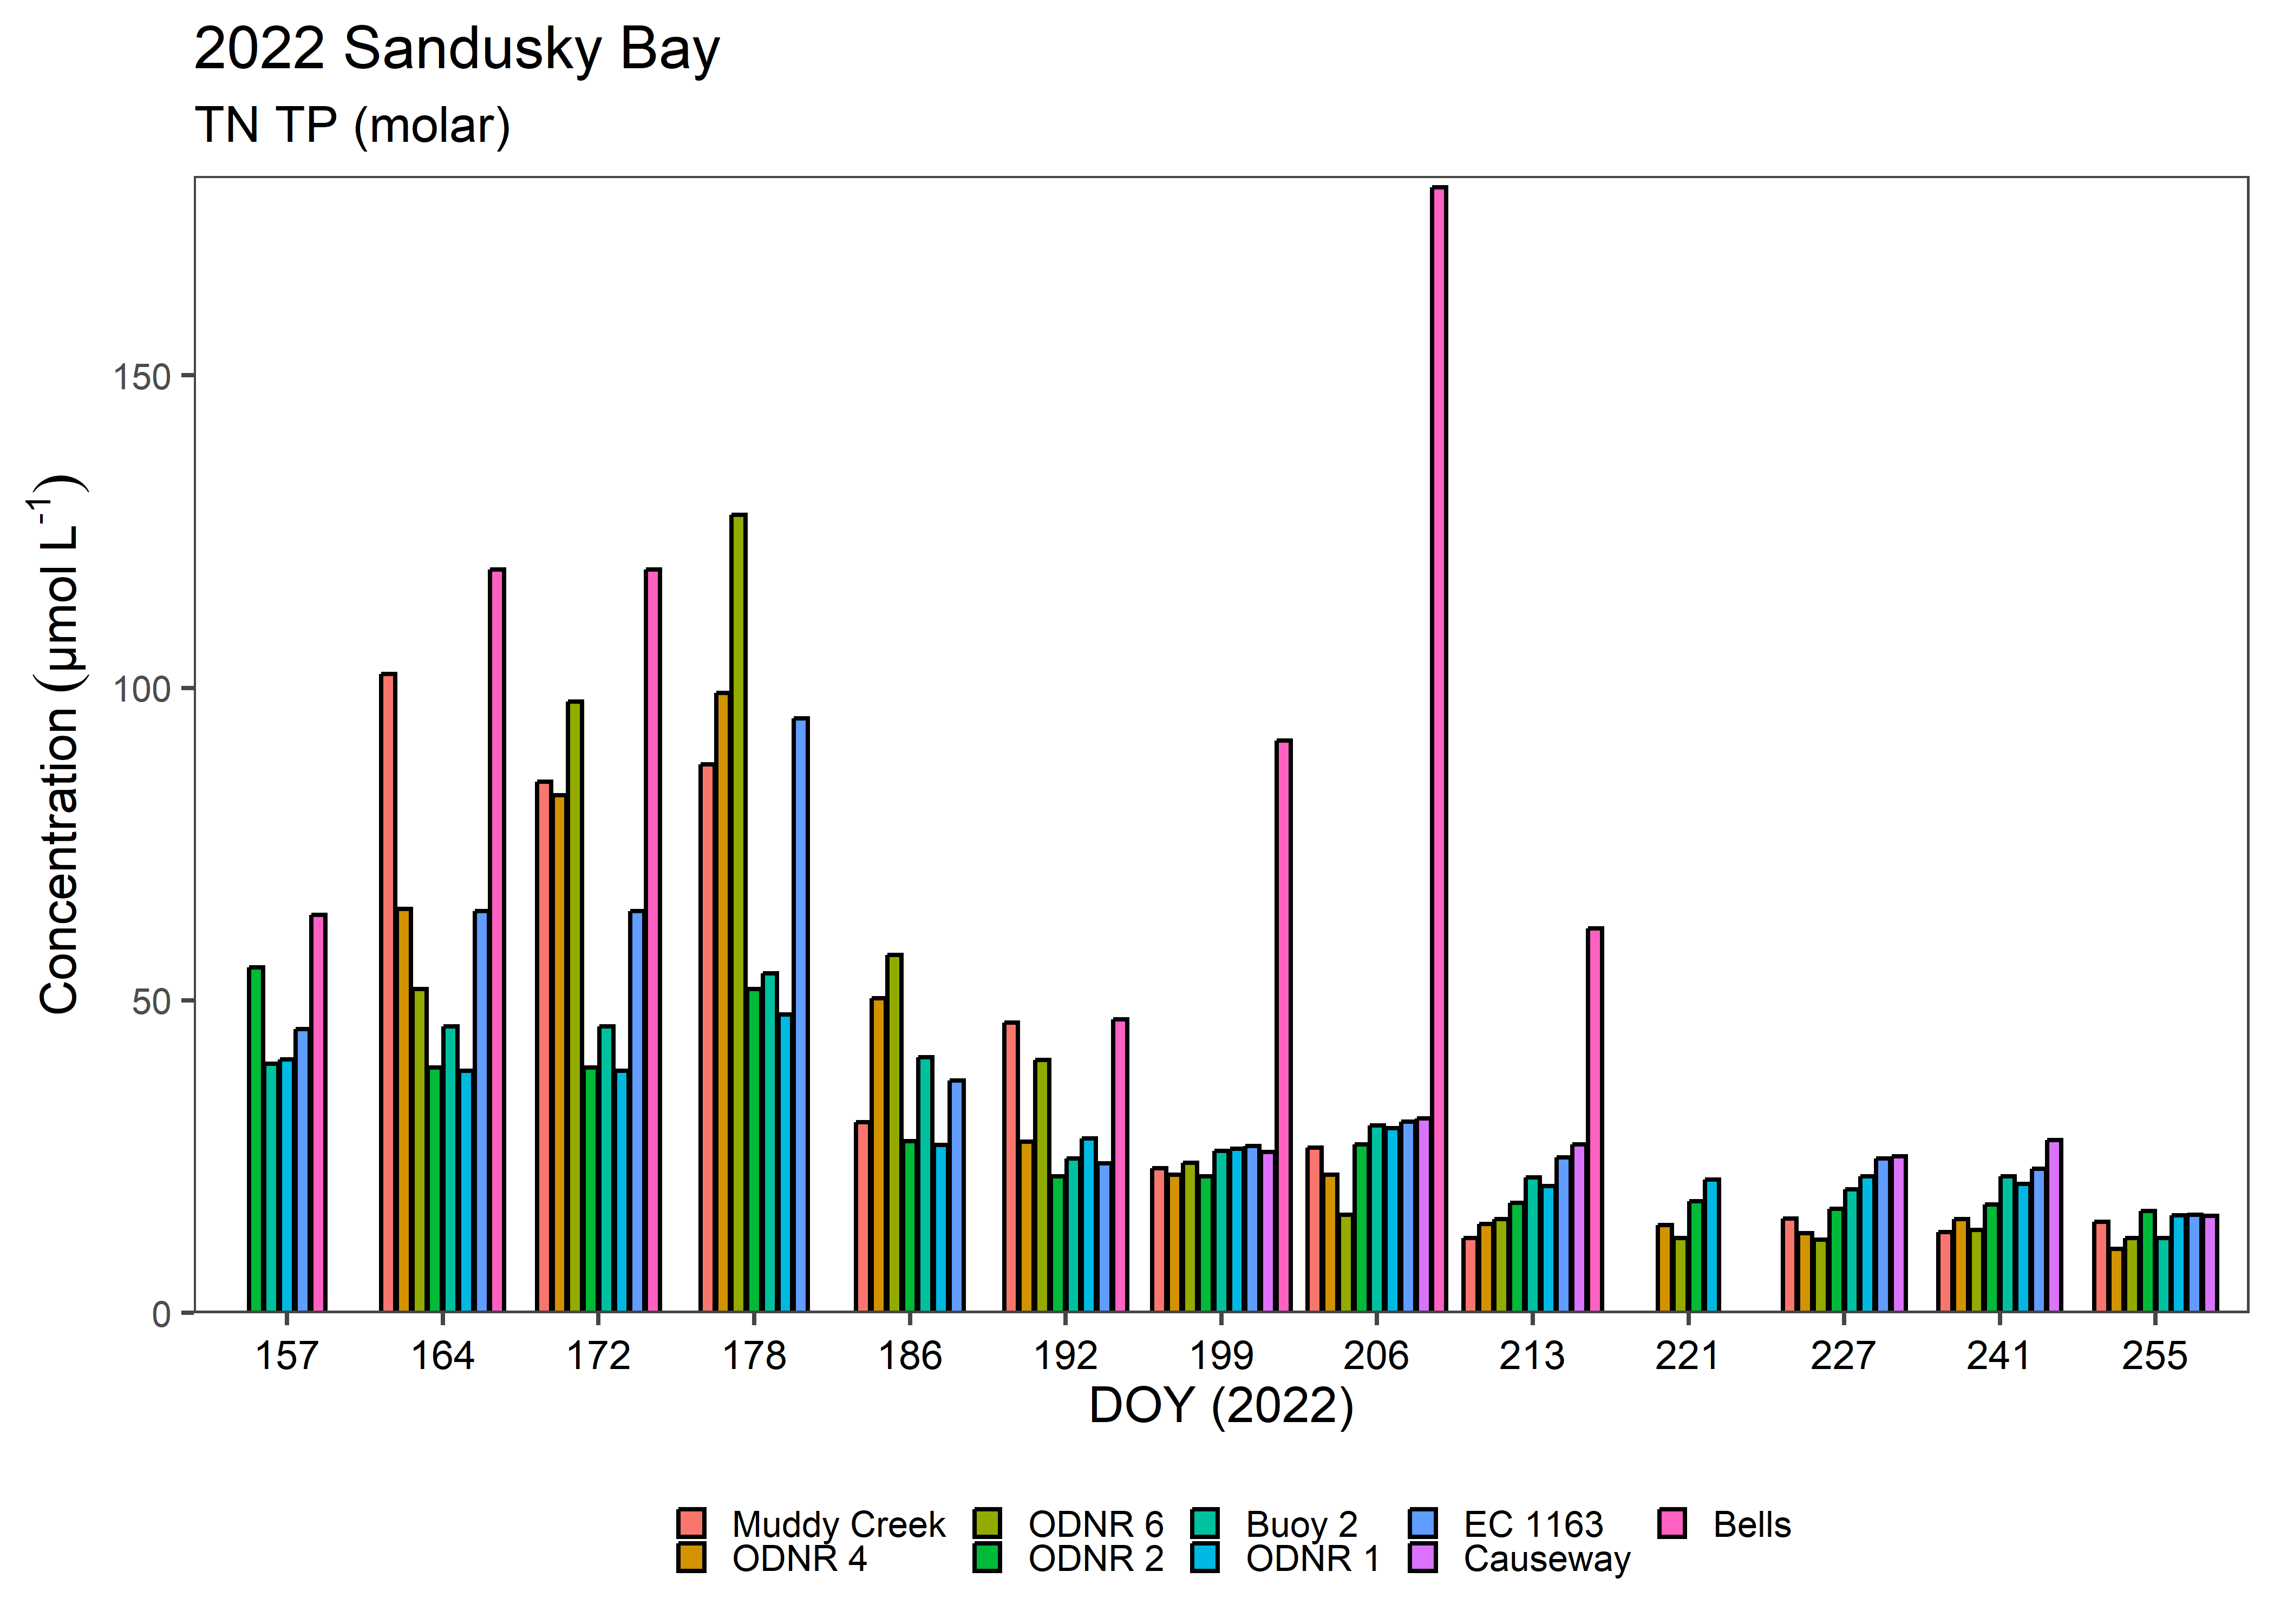 2022 Sandusky Bay
TN TP (molar)
Concentration (µmol L⁻¹)
150
100
50
0
157 164 172 178 186 192 199 206 213 221 227 241 255
DOY (2022)
Muddy Creek ODNR 6 Buoy 2 EC 1163 Bells
ODNR 4 ODNR 2 ODNR 1 Causeway